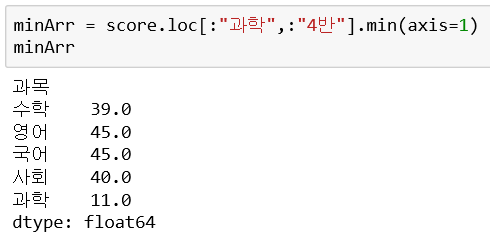 minArr = score.loc[:"과학",:"4반"].min(axis=1)
minArr
과목
수학    39.0
영어    45.0
국어    45.0
사회    40.0
과학    11.0
dtype: float64